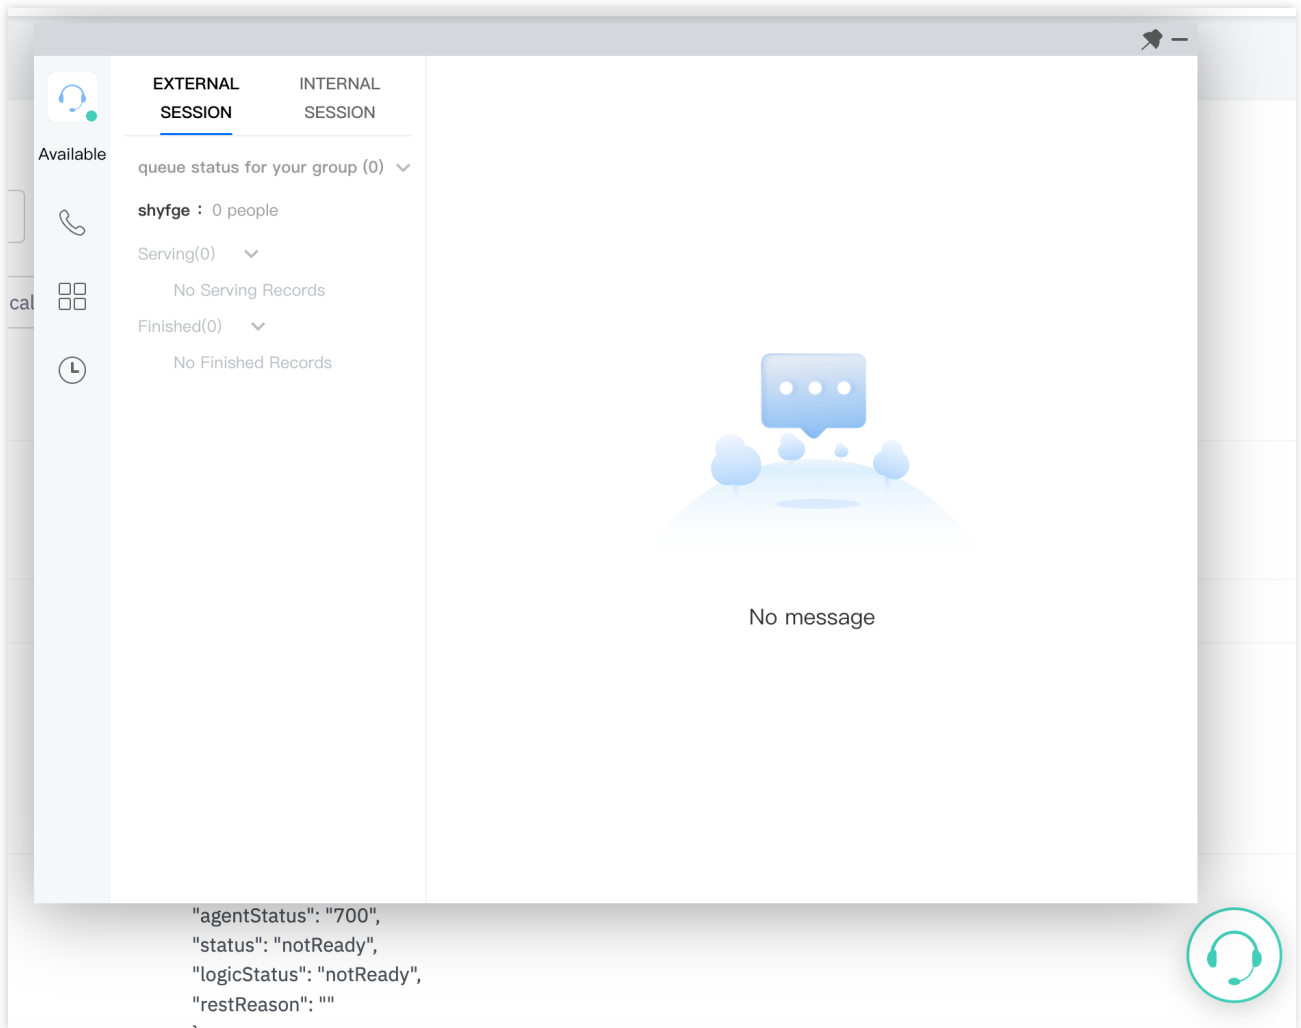 EXTERNAL
SESSION
INTERNAL
SESSION
Available
queue status for your group (0)
shyfge : 0 people
Serving(0)
No Serving Records
Finished(0)
No Finished Records
cal
No message
"agentStatus": "700",
"status": "notReady",
"logicStatus": "notReady",
"restReason": ""